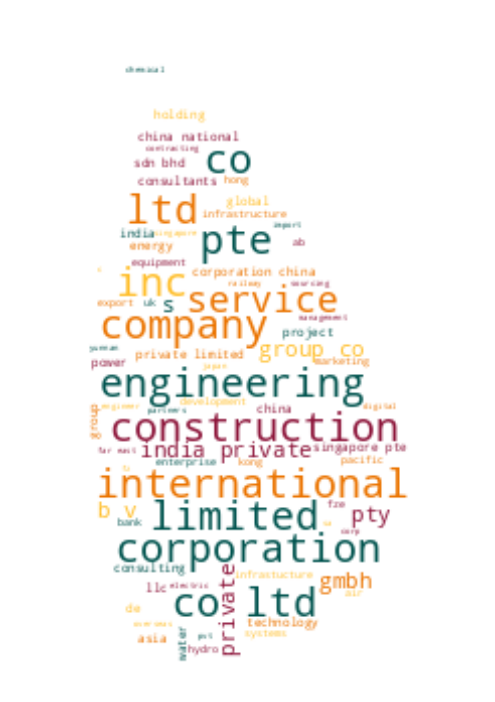 chemical
holding
china national
contracting
co
sdn bhd
consultants hong
ltd
global
infrastructure
import
india singapore
pte
ab
energy
equipment
corporation china
inc
railway sourcing
export uk s
service
management
company
project
yunnan
private limited
group co
power
marketing
japan
engineering
development
group
engineer
partners
china
digital
construction
far east
india private
singapore pte
enterprise kong
pacific
international
b v
limited
fze
pty
bank
corp
corporation
consulting
infrastucture
gmbh
llc electric
private
air
co ltd
de
overseas
technology
asia
water
pvt
systems
hydro